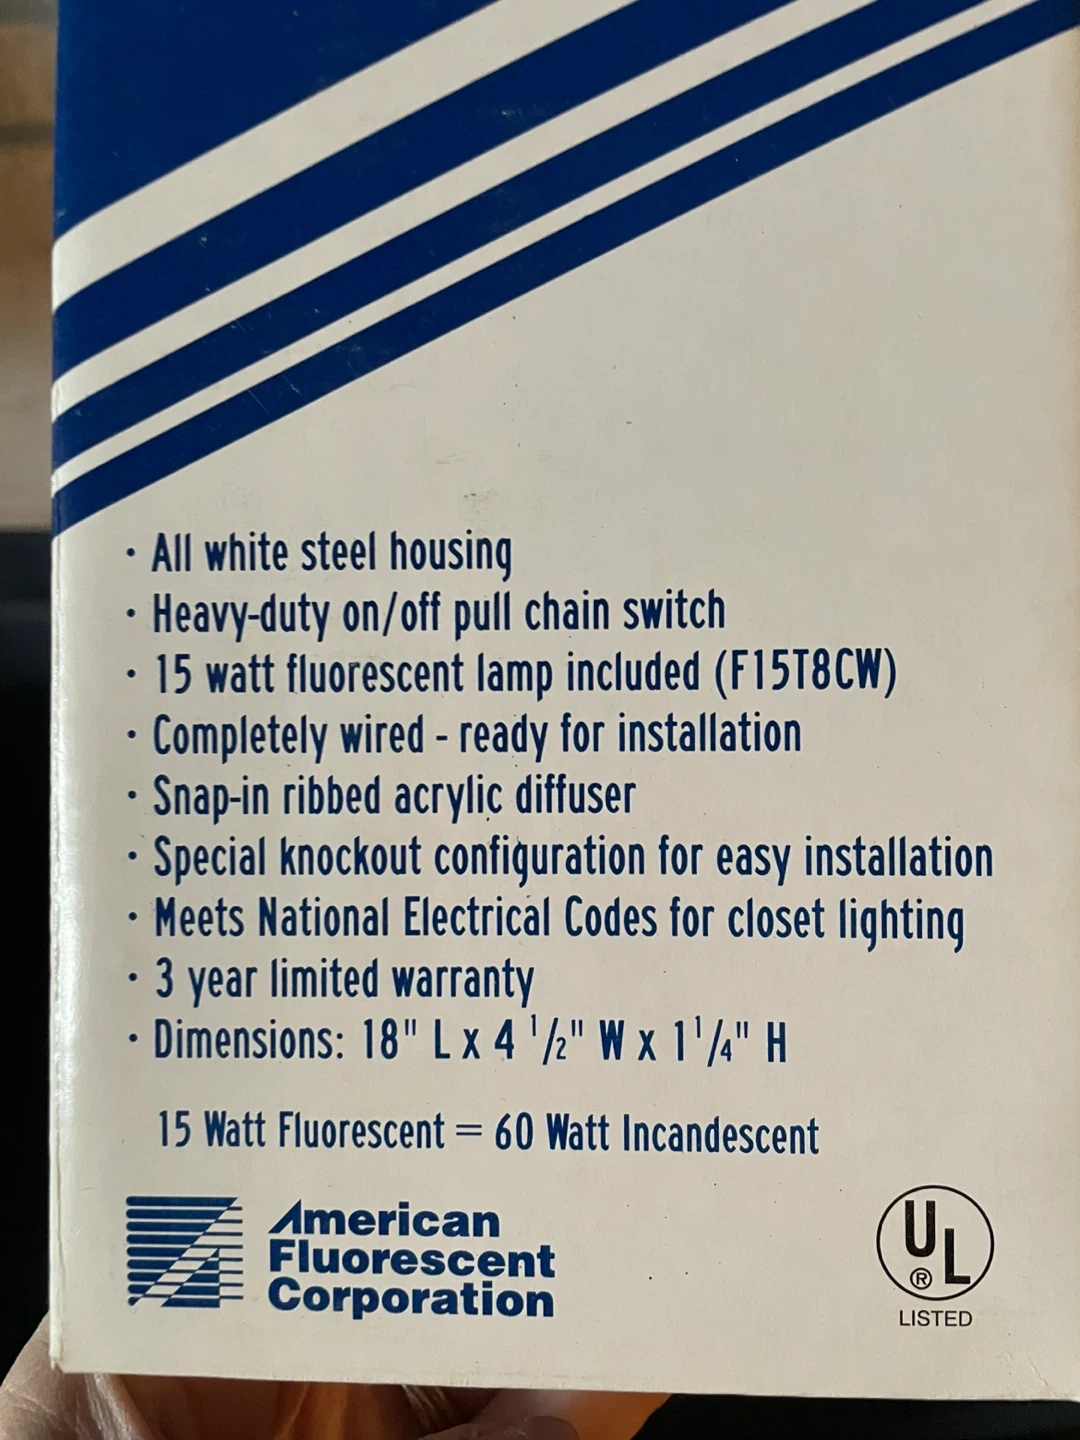 · All white steel housing
· Heavy-duty on/off pull chain switch
· 15 watt fluorescent lamp included (F15T8CW)
· Completely wired - ready for installation
· Snap-in ribbed acrylic diffuser
· Special knockout configuration for easy installation
· Meets National Electrical Codes for closet lighting
· 3 year limited warranty
· Dimensions: 18" L x 4 1/2" W x 1 1/4" H
15 Watt Fluorescent = 60 Watt Incandescent
American
Fluorescent
Corporation
UL
®
LISTED